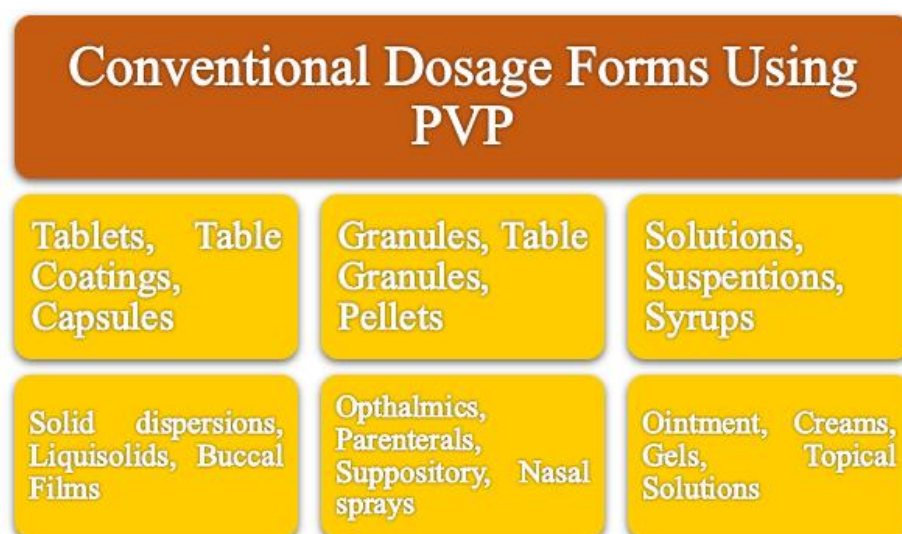 Conventional Dosage Forms Using
PVP
Tablets, Table
Coatings,
Capsules
Granules, Table
Granules,
Pellets
Solutions,
Suspentions,
Syrups
Solid dispersions,
Liquisolids, Buccal
Films
Opthalmics,
Parenterals,
Suppository, Nasal
sprays
Ointment, Creams,
Gels, Topical
Solutions